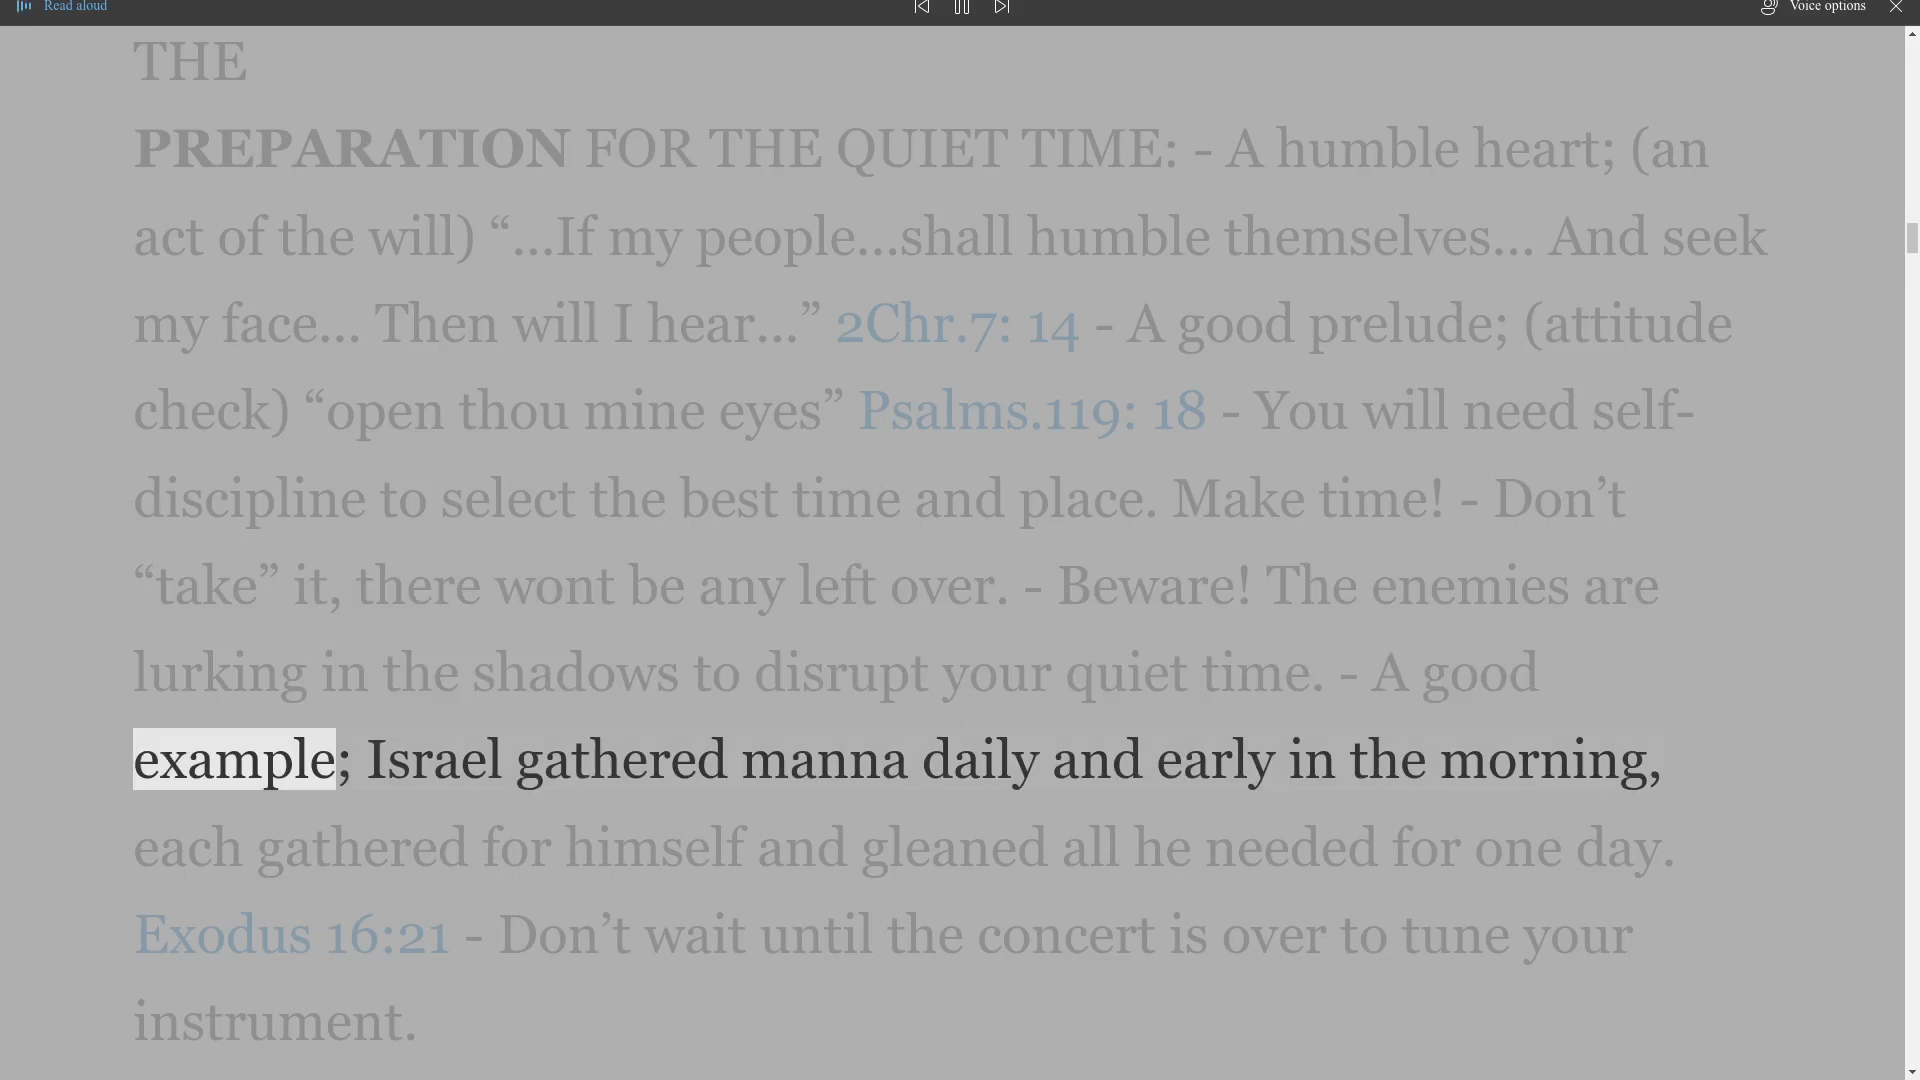 Read aloud
Voice options
THE
PREPARATION FOR THE QUIET TIME: - A humble heart; (an
act of the will) “...If my people...shall humble themselves... And seek
my face... Then will I hear...” 2Chr.7: 14 - A good prelude; (attitude
check) “open thou mine eyes” Psalms.119: 18 - You will need self-
discipline to select the best time and place. Make time! - Don’t
“take” it, there wont be any left over. - Beware! The enemies are
lurking in the shadows to disrupt your quiet time. - A good
example; Israel gathered manna daily and early in the morning,
each gathered for himself and gleaned all he needed for one day.
Exodus 16:21 - Don’t wait until the concert is over to tune your
instrument.